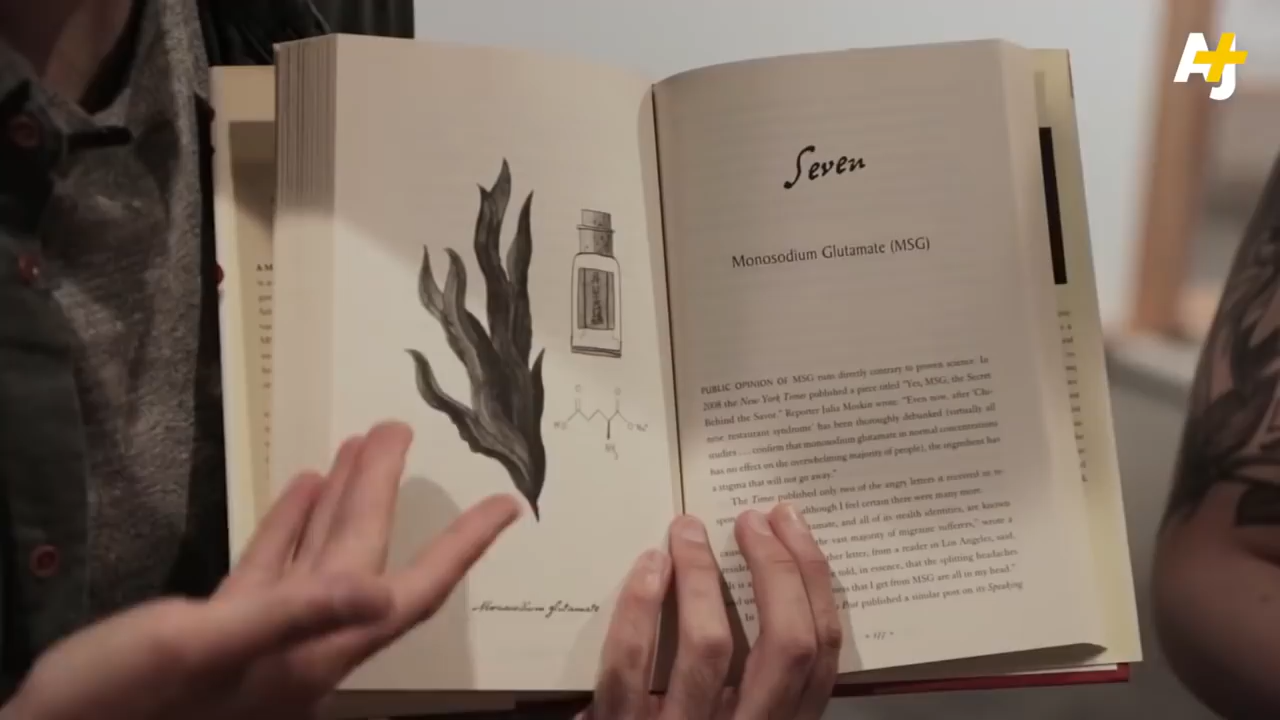 AJ+
Seven
Monosodium Glutamate (MSG)
PUBLIC OPINION OF MSG runs directly contrary to proven science. In
2008 the New York Times published a piece titled "Yes, MSG, the Secret
Behind the Savor." Reporter Julia Moskin wrote: "Even now, after 'Chi-
nese restaurant syndrome' has been thoroughly debunked (virtually all
studies . . . confirm that monosodium glutamate in normal concentrations
has no effect on the overwhelming majority of people), the ingredient has
a stigma that will not go away."
The Times published only two of the angry letters it received in re-
although I feel certain there were many more.
and all of its stealth identities, are known
the vast majority of migraine sufferers," wrote a
letter, from a reader in Los Angeles, said,
told, in essence, that the splitting headaches
that I get from MSG are all in my head."
In published a similar post on its Speaking
177
Monosodium glutamate